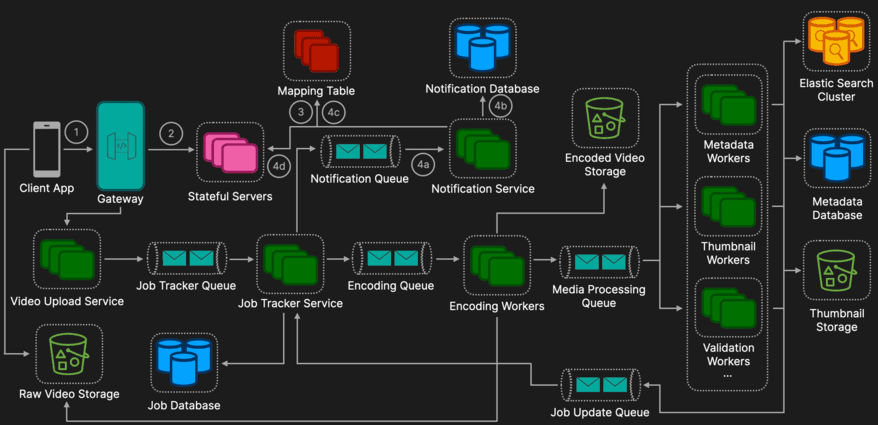 Mapping Table
Notification Database
Elastic Search
Cluster
1
2
3
4c
4b
4d
4a
Client App
Gateway
Stateful Servers
Notification Queue
Notification Service
Encoded Video
Storage
Metadata
Workers
Metadata
Database
Video Upload Service
Job Tracker Queue
Job Tracker Service
Encoding Queue
Encoding Workers
Media Processing
Queue
Thumbnail
Workers
Thumbnail
Storage
Raw Video Storage
Job Database
Job Update Queue
Validation
Workers
...